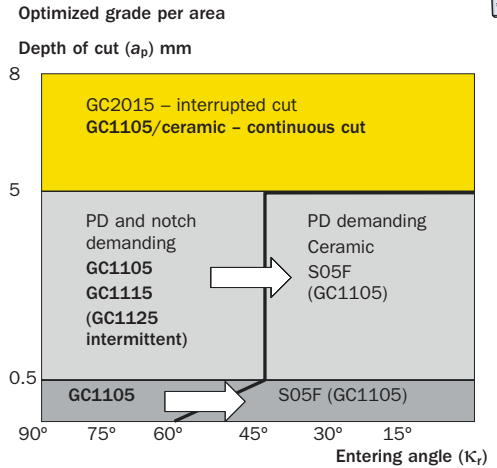 Optimized grade per area
Depth of cut (aₚ) mm
8
GC2015 – interrupted cut
GC1105/ceramic – continuous cut
5
PD and notch
demanding
GC1105
GC1115
(GC1125
intermittent)
PD demanding
Ceramic
S05F
(GC1105)
0.5
GC1105
S05F (GC1105)
90° 75° 60° 45° 30° 15°
Entering angle (κᵣ)